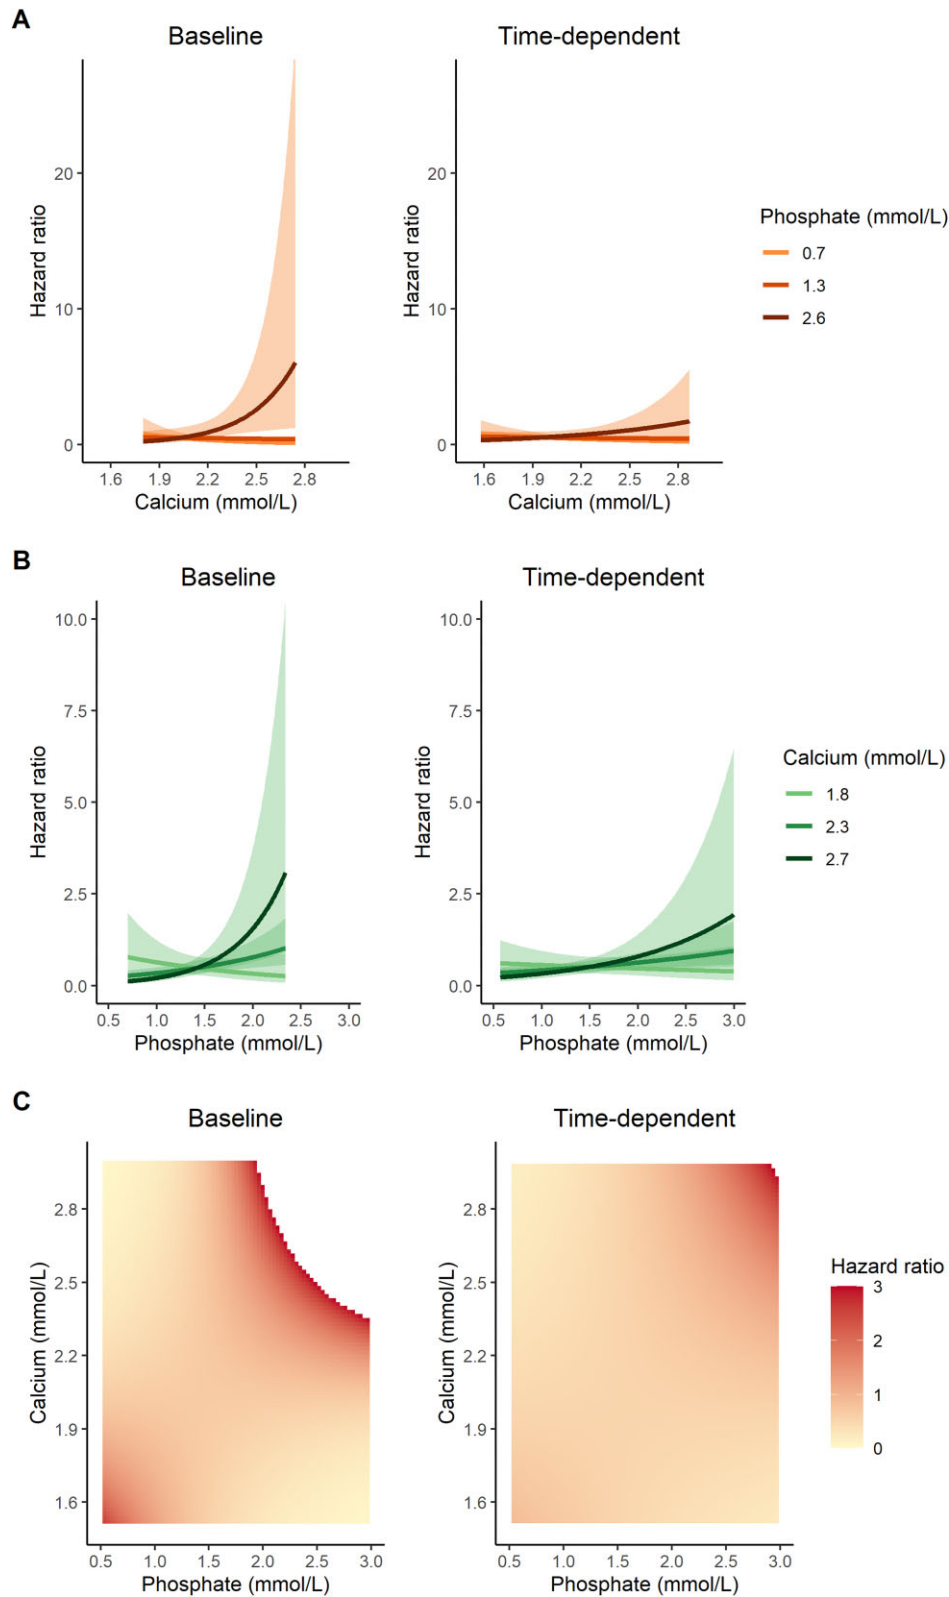 A
Baseline
Time-dependent
Hazard ratio
20
10
0
1.6 1.9 2.2 2.5 2.8
Calcium (mmol/L)
Hazard ratio
20
10
0
1.6 1.9 2.2 2.5 2.8
Calcium (mmol/L)
Phosphate (mmol/L)
0.7
1.3
2.6
B
Baseline
Time-dependent
Hazard ratio
10.0
7.5
5.0
2.5
0.0
0.5 1.0 1.5 2.0 2.5 3.0
Phosphate (mmol/L)
Hazard ratio
10.0
7.5
5.0
2.5
0.0
0.5 1.0 1.5 2.0 2.5 3.0
Phosphate (mmol/L)
Calcium (mmol/L)
1.8
2.3
2.7
C
Baseline
Time-dependent
Calcium (mmol/L)
2.8
2.5
2.2
1.9
1.6
0.5 1.0 1.5 2.0 2.5 3.0
Phosphate (mmol/L)
Calcium (mmol/L)
2.8
2.5
2.2
1.9
1.6
0.5 1.0 1.5 2.0 2.5 3.0
Phosphate (mmol/L)
Hazard ratio
3
2
1
0